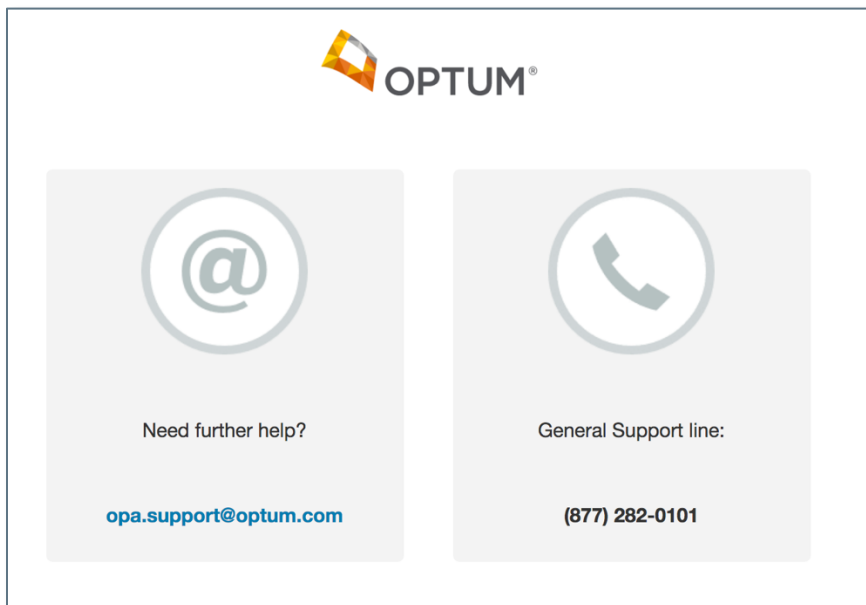 OPTUM®
Need further help?
opa.support@optum.com
General Support line:
(877) 282-0101